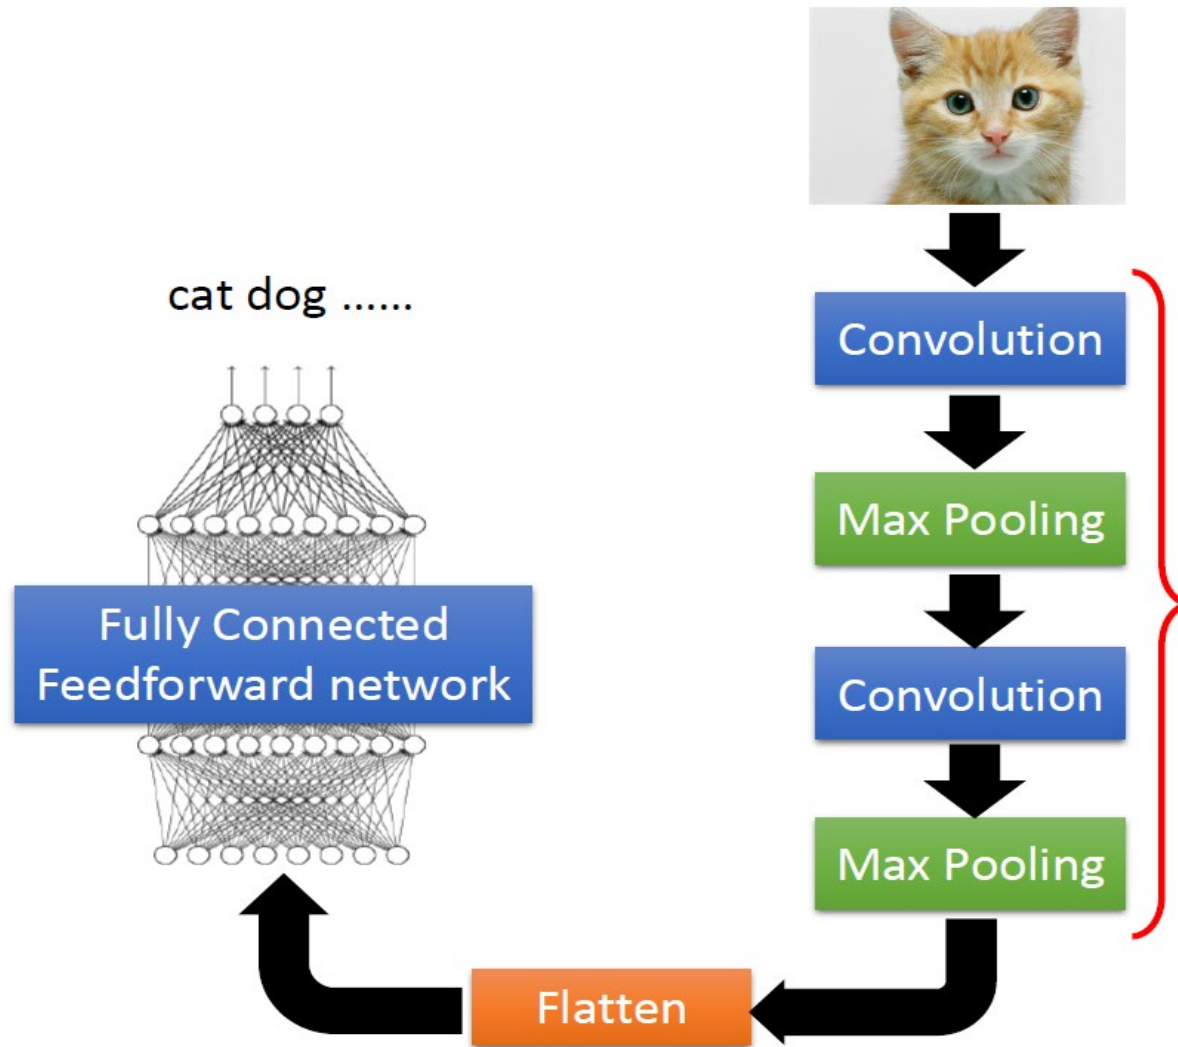 cat dog ......
Convolution
Max Pooling
Fully Connected
Feedforward network
Convolution
Max Pooling
Flatten